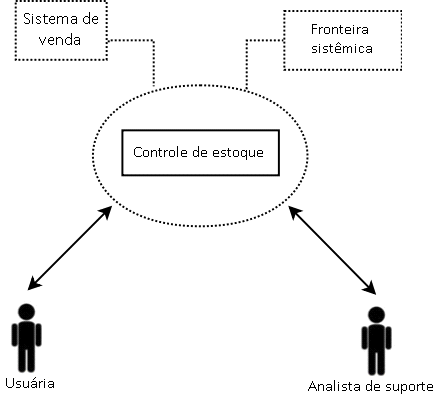 Sistema de
venda
Fronteira
sistêmica
Controle de estoque
Usuária
Analista de suporte